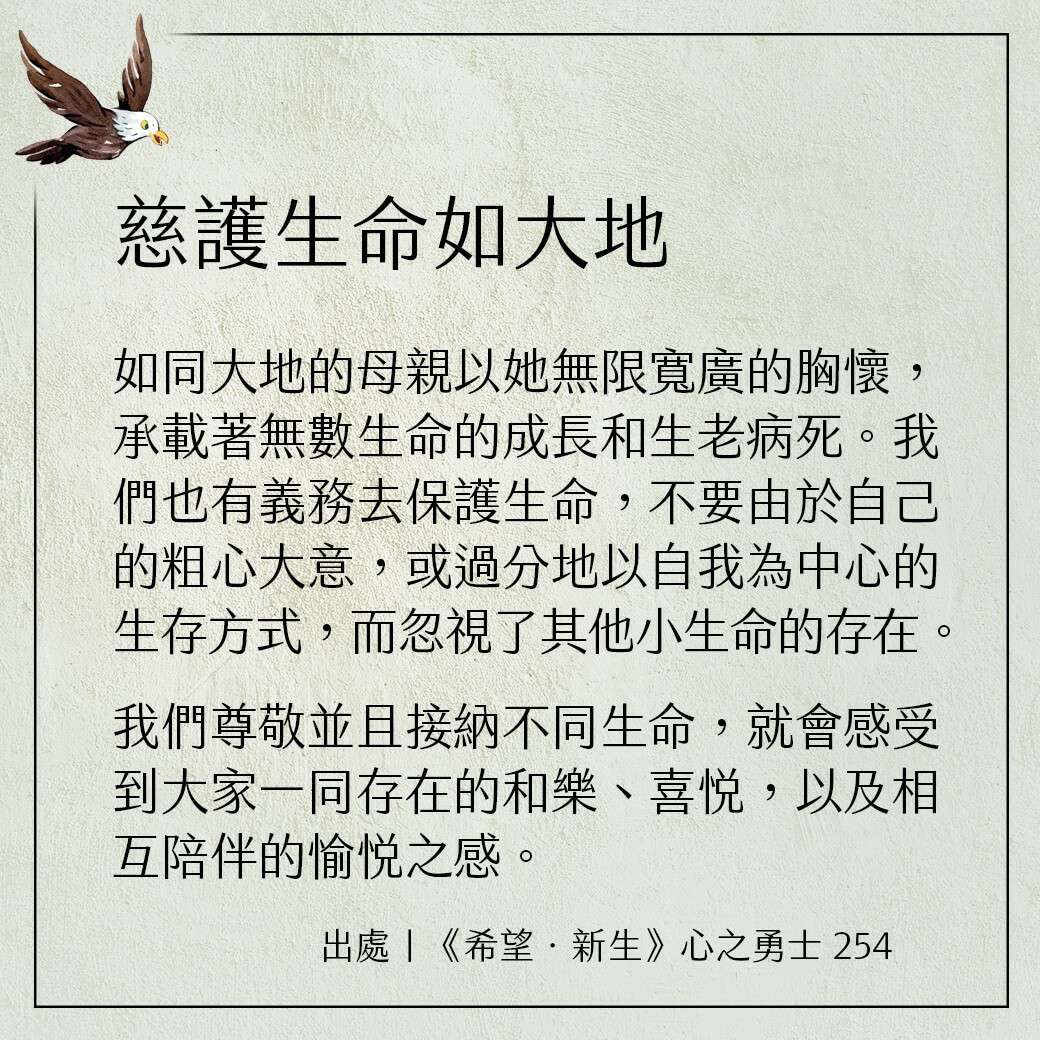 慈護生命如大地
如同大地的母親以她無限寬廣的胸懷，
承載著無數生命的成長和生老病死。我
們也有義務去保護生命，不要由於自己
的粗心大意，或過分地以自我為中心的
生存方式，而忽視了其他小生命的存在。
我們尊敬並且接納不同生命，就會感受
到大家一同存在的和樂、喜悅，以及相
互陪伴的愉悅之感。
出處｜《希望．新生》心之勇士 254